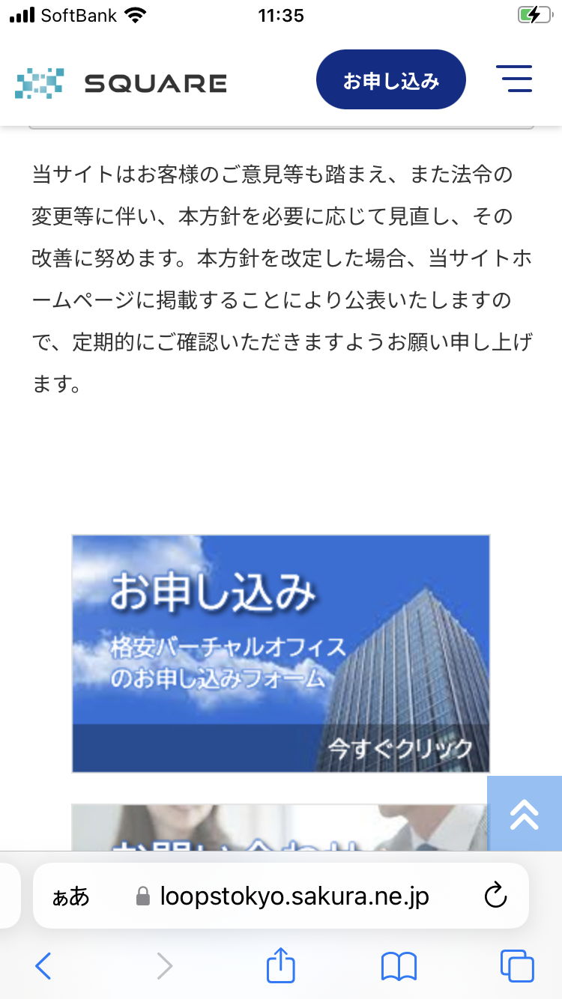 SoftBank 11:35
SQUARE お申し込み
当サイトはお客様のご意見等も踏まえ、また法令の
変更等に伴い、本方針を必要に応じて見直し、その
改善に努めます。本方針を改定した場合、当サイトホ
ームページに掲載することにより公表いたしますの
で、定期的にご確認いただきますようお願い申し上げ
ます。
お申し込み
格安バーチャルオフィス
のお申し込みフォーム
今すぐクリック
お問い合わせ
ぁあ loopstokyo.sakura.ne.jp